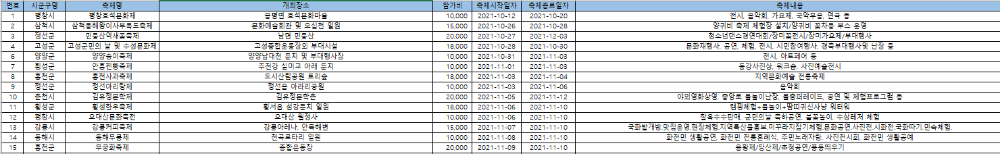 번호 시군구명 축제명 개최장소 참가비 축제시작일자 축제종료일자 축제내용
1 평창시 평창효석문화제 봉평면 효석문화마을 10,000 2021-10-12 2021-10-20 전시, 음악회, 가요제, 국악무용, 연극 등
2 삼척시 삼척동해왕이사부독도축제 문화예술회관 및 오십천 일원 15,000 2021-10-26 2021-10-28 양귀비 축제 체험장 설치/양귀비 꽃차등 부스 운영
3 정선군 민둥산억새꽃축제 남면 민둥산 20,000 2021-10-27 2021-12-03 청소년댄스경연대회/장미꽃전시/장미가요제/부대행사
4 고성군 고성군민의 날 및 수성문화제 고성종합운동장외 부대시설 18,000 2021-10-28 2021-10-30 문화재행사, 공연, 체험, 전시, 시민참여행사, 경축부대행사및 난장 등
6 양양군 양양송이축제 양양남대천 둔치 및 부대행사장 10,000 2021-10-31 2021-11-03 전시, 아트페어 등
7 횡성군 안흥찐빵축제 주천강 실미교 아래 둔치 10,000 2021-11-01 2021-11-03 동강사진상, 워크숍, 사진예술전시
8 홍천군 홍천사과축제 도시산림공원 토리숲 18,000 2021-11-03 2021-11-04 지역문화예술 전통축제
9 정선군 정선아리랑제 정선읍 아라리공원 10,000 2021-11-03 2021-11-06 음악회
10 춘천시 김유정문학제 김유정문학촌 20,000 2021-11-05 2021-11-12 야외영화상영, 중앙로 물놀이난장, 물총퍼레이드, 공연 및 체험프로그램 등
11 횡성군 횡성한우축제 횡서읍 섬강둔치 일원 18,000 2021-11-06 2021-11-10 캠핑체험+물놀이+땀띠귀신사냥 워터워
12 평창시 오대산문화축전 오대산 월정사 10,000 2021-11-06 2021-11-10 찰옥수수판매, 군민의날 축하공연, 불꽃놀이, 수상레저 체험
13 강릉시 강릉커피축제 강릉아레나, 안목해변 15,000 2021-11-07 2021-11-10 국화발개방.맛집운영.현장체험.지역특산물홍보.미꾸라지잡기체험.문화공연.사진전.시화전.국화따기.민속체험.
14 동해시 동해무릉제 천곡로타리 일원 10,000 2021-11-08 2021-11-10 화전민 생활공연, 화전민 전통혼례식, 주민노래자랑, 사진전시회, 화전민 생활공예
15 홍천군 무궁화축제 종합운동장 20,000 2021-11-09 2021-11-10 용왕제/당산제/초청공연/풍등띄우기